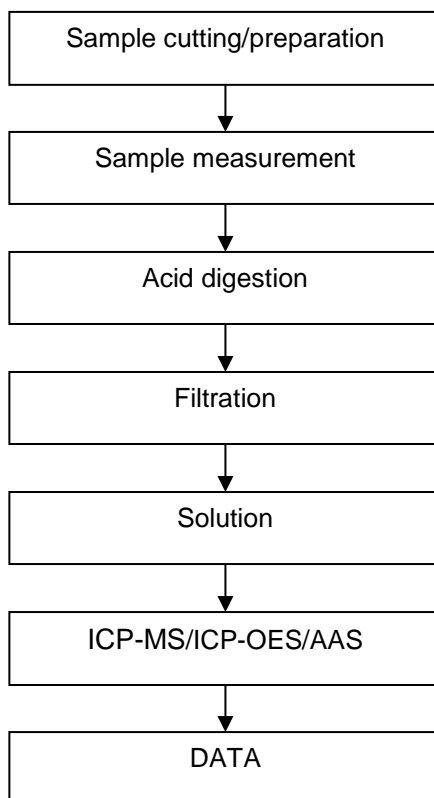 Sample cutting/preparation
Sample measurement
Acid digestion
Filtration
Solution
ICP-MS/ICP-OES/AAS
DATA